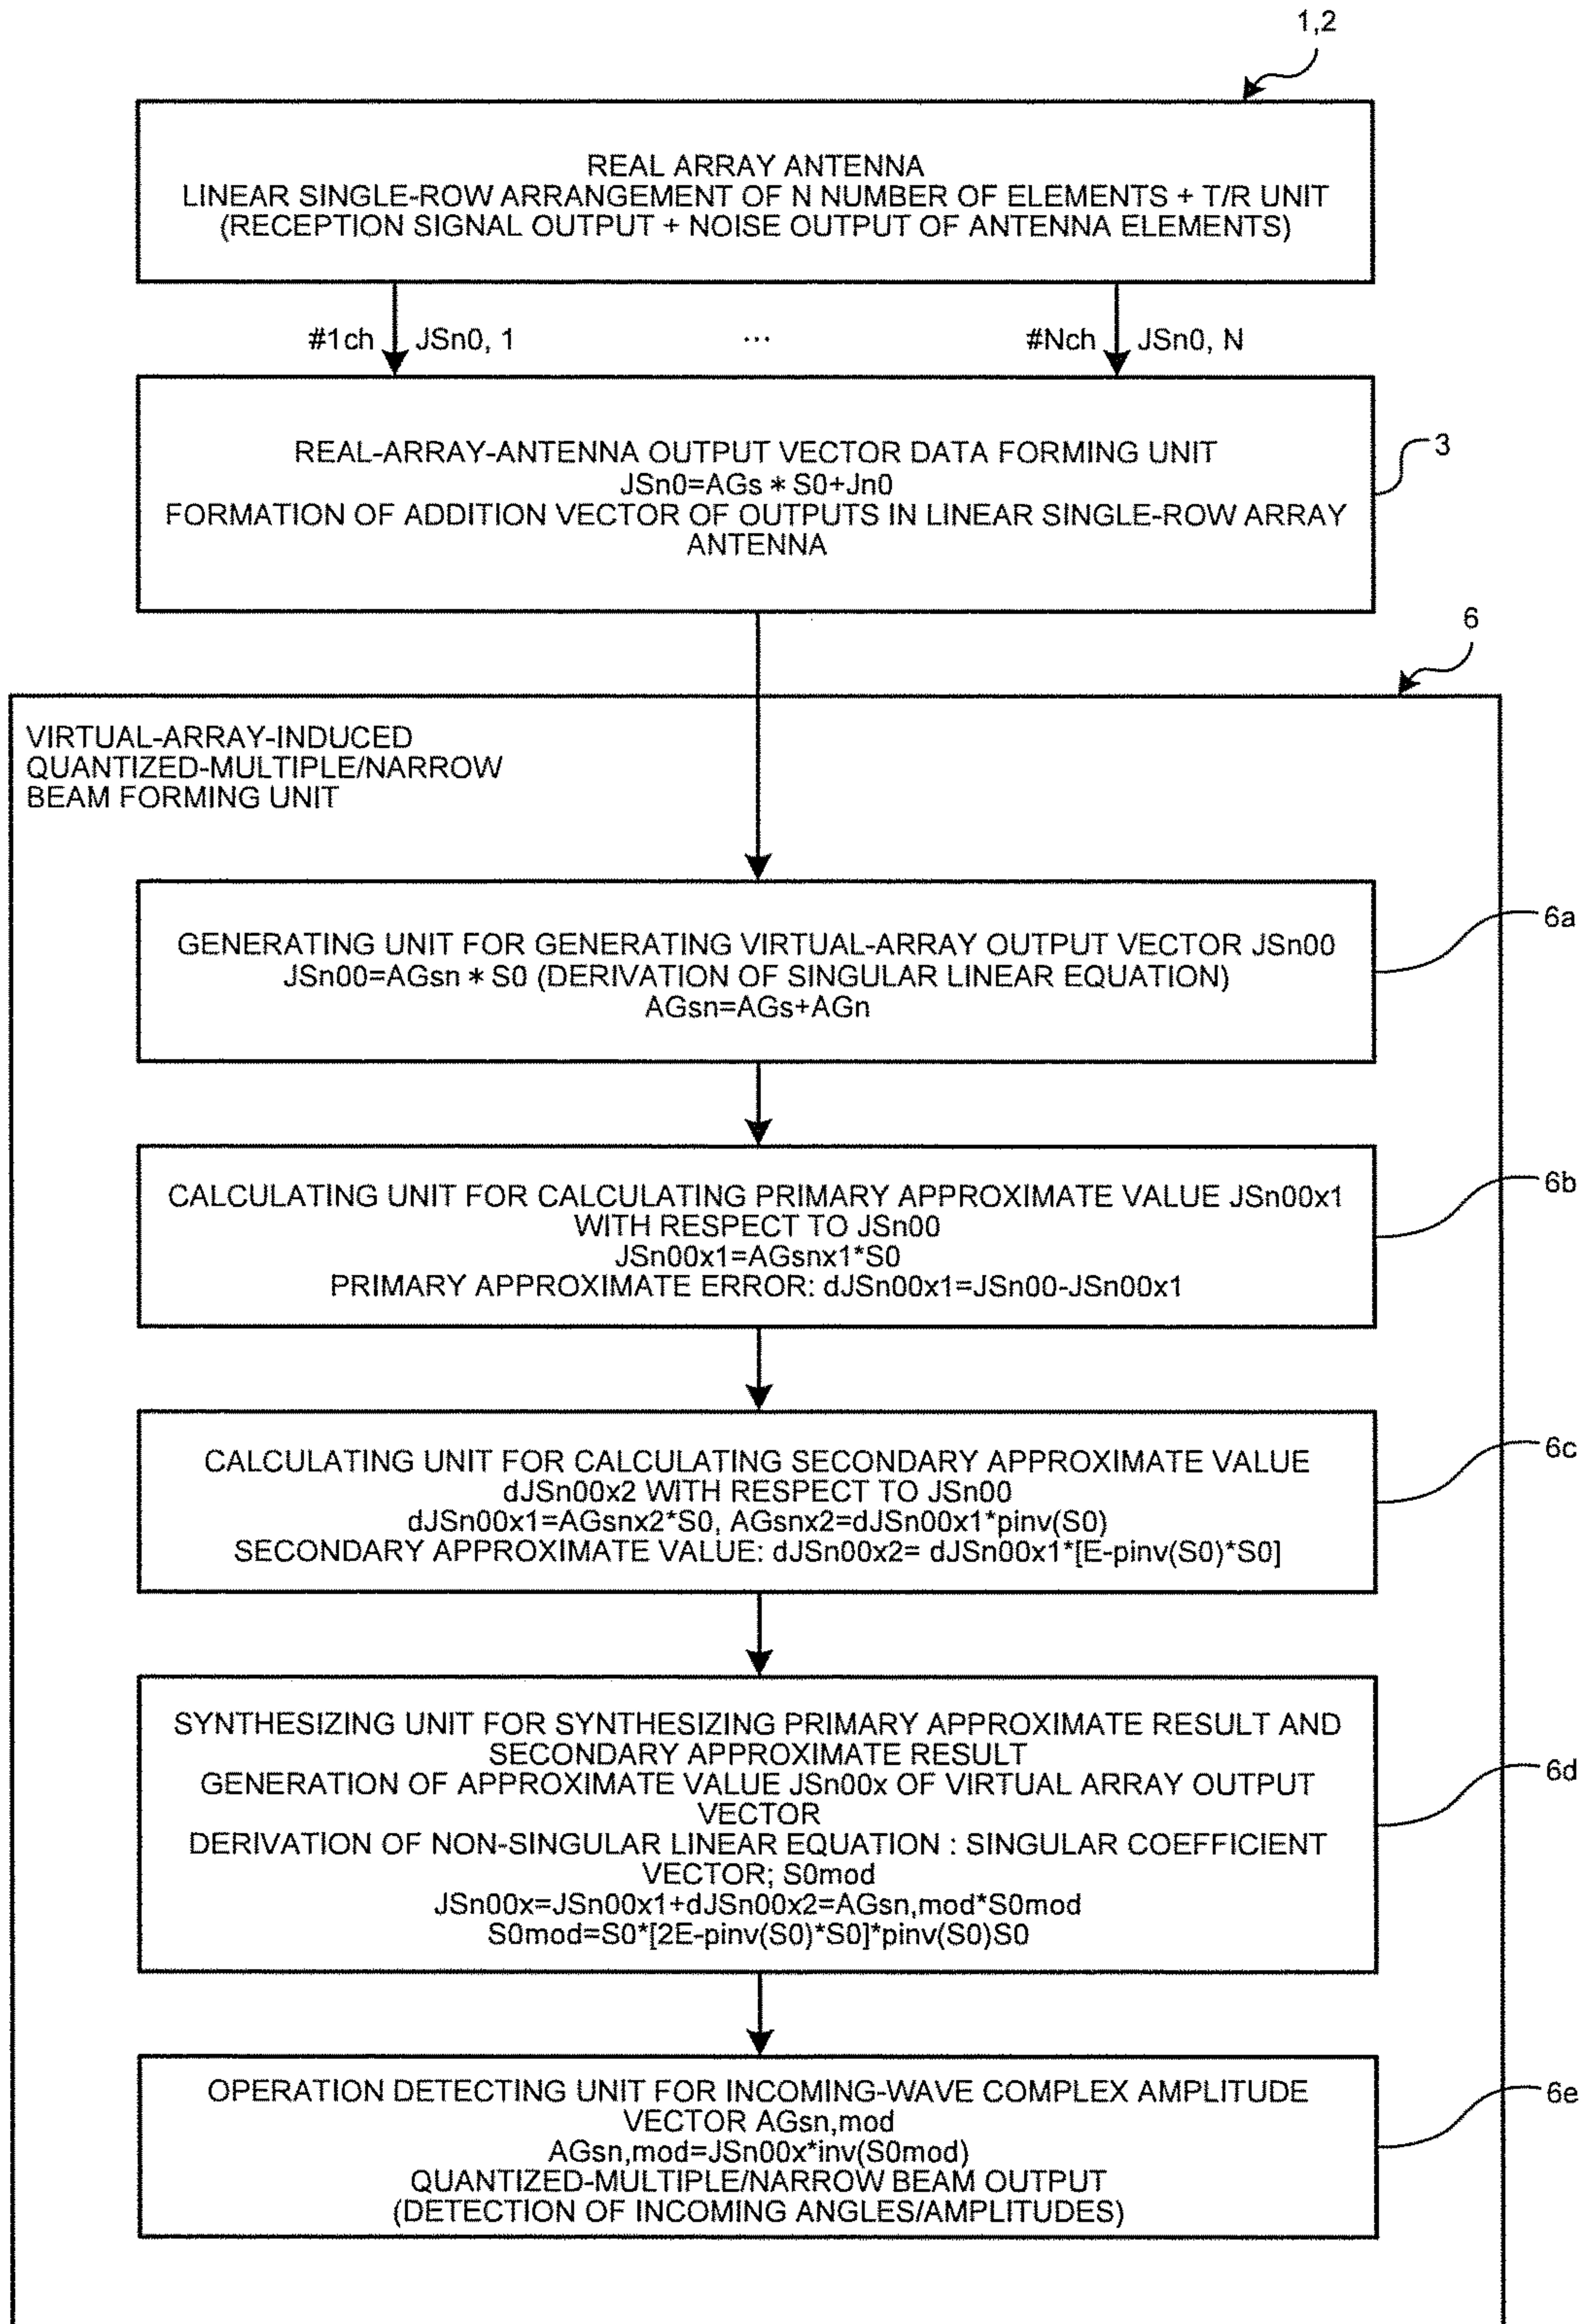 1,2
REAL ARRAY ANTENNA
LINEAR SINGLE-ROW ARRANGEMENT OF N NUMBER OF ELEMENTS + T/R UNIT
(RECEPTION SIGNAL OUTPUT + NOISE OUTPUT OF ANTENNA ELEMENTS)
#1ch JSn0, 1 ... #Nch JSn0, N
REAL-ARRAY-ANTENNA OUTPUT VECTOR DATA FORMING UNIT
JSn0=AGs * S0+Jn0
FORMATION OF ADDITION VECTOR OF OUTPUTS IN LINEAR SINGLE-ROW ARRAY
ANTENNA
3
6
VIRTUAL-ARRAY-INDUCED
QUANTIZED-MULTIPLE/NARROW
BEAM FORMING UNIT
GENERATING UNIT FOR GENERATING VIRTUAL-ARRAY OUTPUT VECTOR JSn00
JSn00=AGsn * S0 (DERIVATION OF SINGULAR LINEAR EQUATION)
AGsn=AGs+AGn
6a
CALCULATING UNIT FOR CALCULATING PRIMARY APPROXIMATE VALUE JSn00x1
WITH RESPECT TO JSn00
JSn00x1=AGsnx1*S0
PRIMARY APPROXIMATE ERROR: dJSn00x1=JSn00-JSn00x1
6b
CALCULATING UNIT FOR CALCULATING SECONDARY APPROXIMATE VALUE
dJSn00x2 WITH RESPECT TO JSn00
dJSn00x1=AGsnx2*S0, AGsnx2=dJSn00x1*pinv(S0)
SECONDARY APPROXIMATE VALUE: dJSn00x2= dJSn00x1*[E-pinv(S0)*S0]
6c
SYNTHESIZING UNIT FOR SYNTHESIZING PRIMARY APPROXIMATE RESULT AND
SECONDARY APPROXIMATE RESULT
GENERATION OF APPROXIMATE VALUE JSn00x OF VIRTUAL ARRAY OUTPUT
VECTOR
DERIVATION OF NON-SINGULAR LINEAR EQUATION : SINGULAR COEFFICIENT
VECTOR; S0mod
JSn00x=JSn00x1+dJSn00x2=AGsn,mod*S0mod
S0mod=S0*[2E-pinv(S0)*S0]*pinv(S0)S0
6d
OPERATION DETECTING UNIT FOR INCOMING-WAVE COMPLEX AMPLITUDE
VECTOR AGsn,mod
AGsn,mod=JSn00x*inv(S0mod)
QUANTIZED-MULTIPLE/NARROW BEAM OUTPUT
(DETECTION OF INCOMING ANGLES/AMPLITUDES)
6e